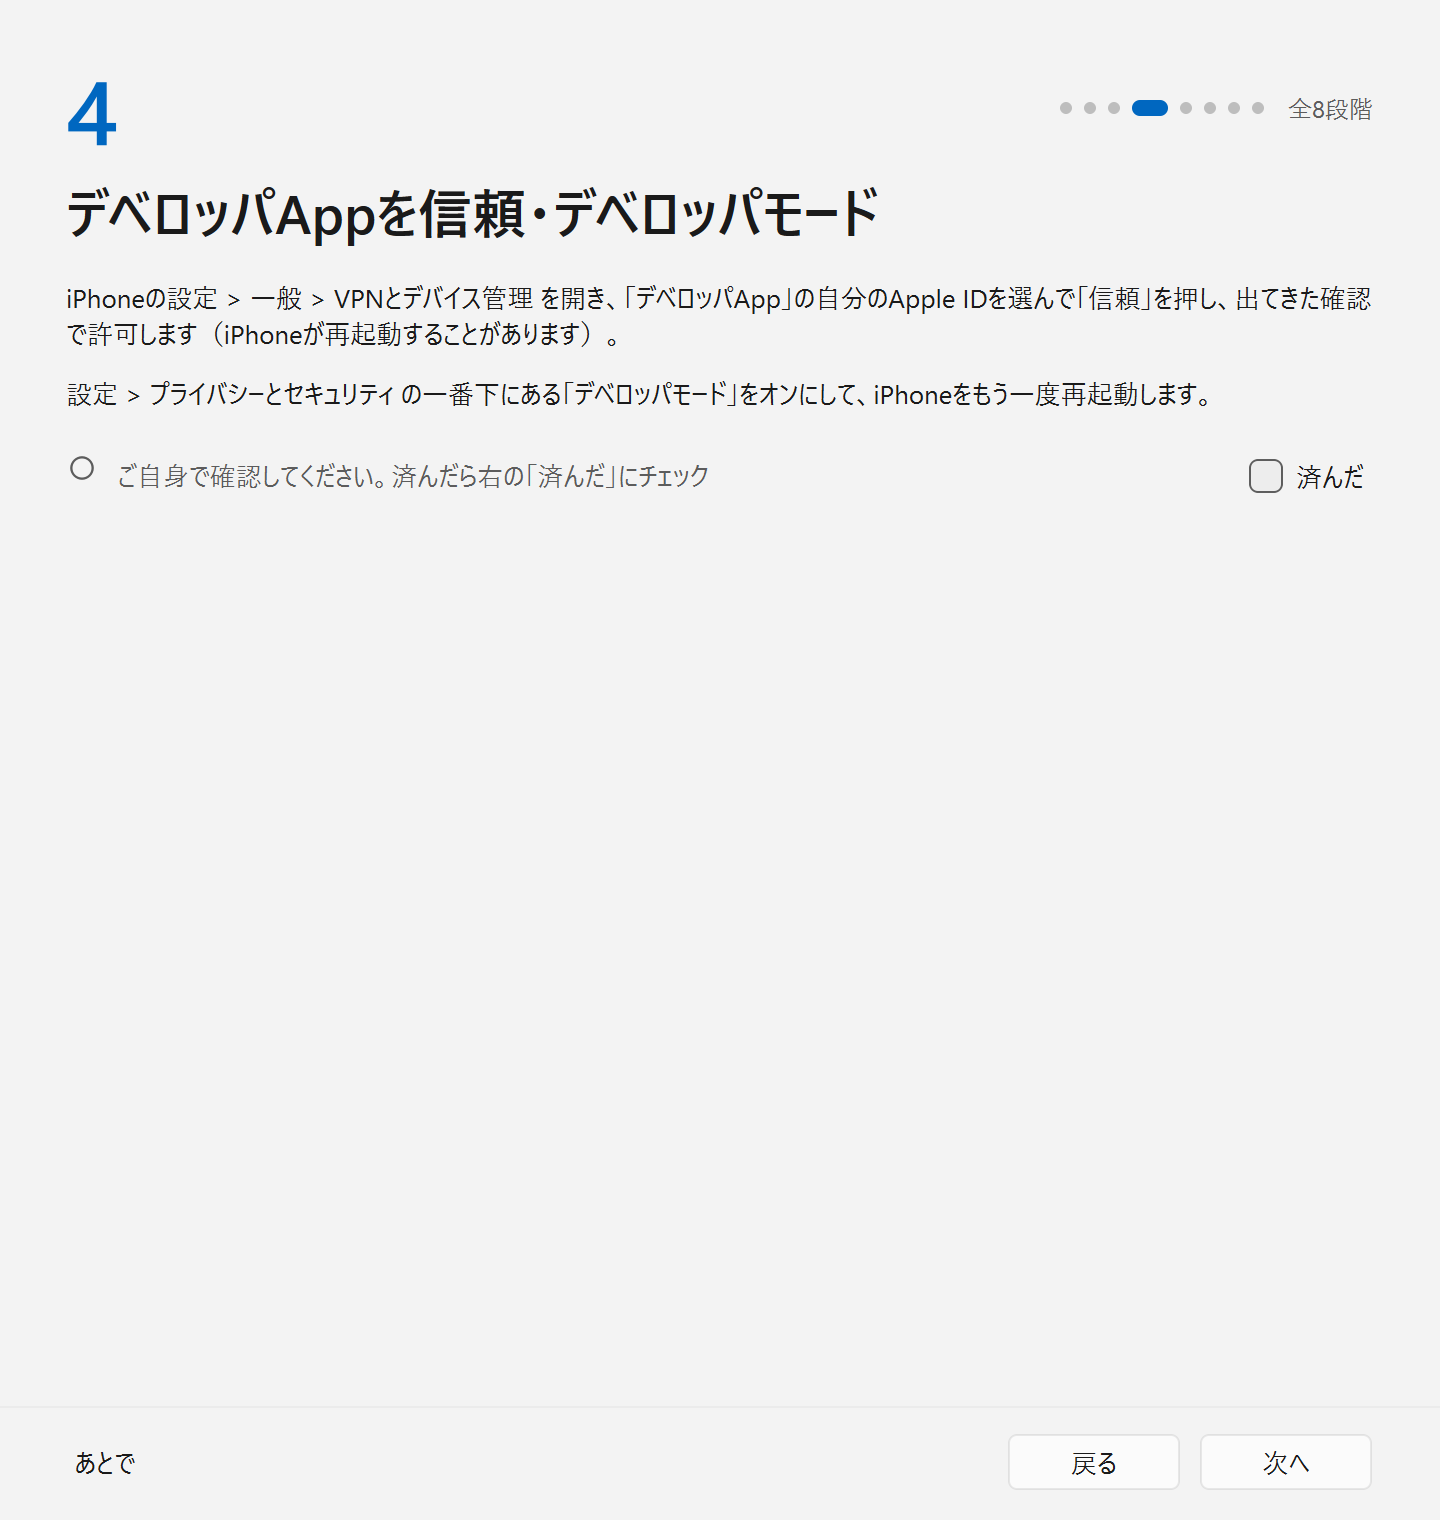 4
全8段階
デベロッパAppを信頼・デベロッパモード
iPhoneの設定 > 一般 > VPNとデバイス管理 を開き、「デベロッパApp」の自分のApple IDを選んで「信頼」を押し、出てきた確認
で許可します（iPhoneが再起動することがあります）。
設定 > プライバシーとセキュリティ の一番下にある「デベロッパモード」をオンにして、iPhoneをもう一度再起動します。
ご自身で確認してください。済んだら右の「済んだ」にチェック
済んだ
あとで
戻る
次へ